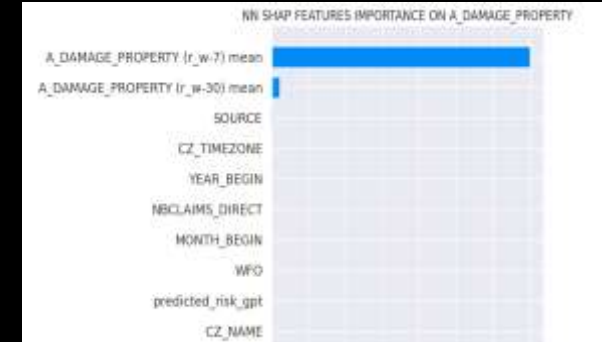 NN SHAP FEATURES IMPORTANCE ON A_DAMAGE_PROPERTY
A_DAMAGE_PROPERTY (r_w-7) mean
A_DAMAGE_PROPERTY (r_w-30) mean
SOURCE
CZ_TIMEZONE
YEAR_BEGIN
NBCLAIMS_DIRECT
MONTH_BEGIN
WFO
predicted_risk_gpt
CZ_NAME